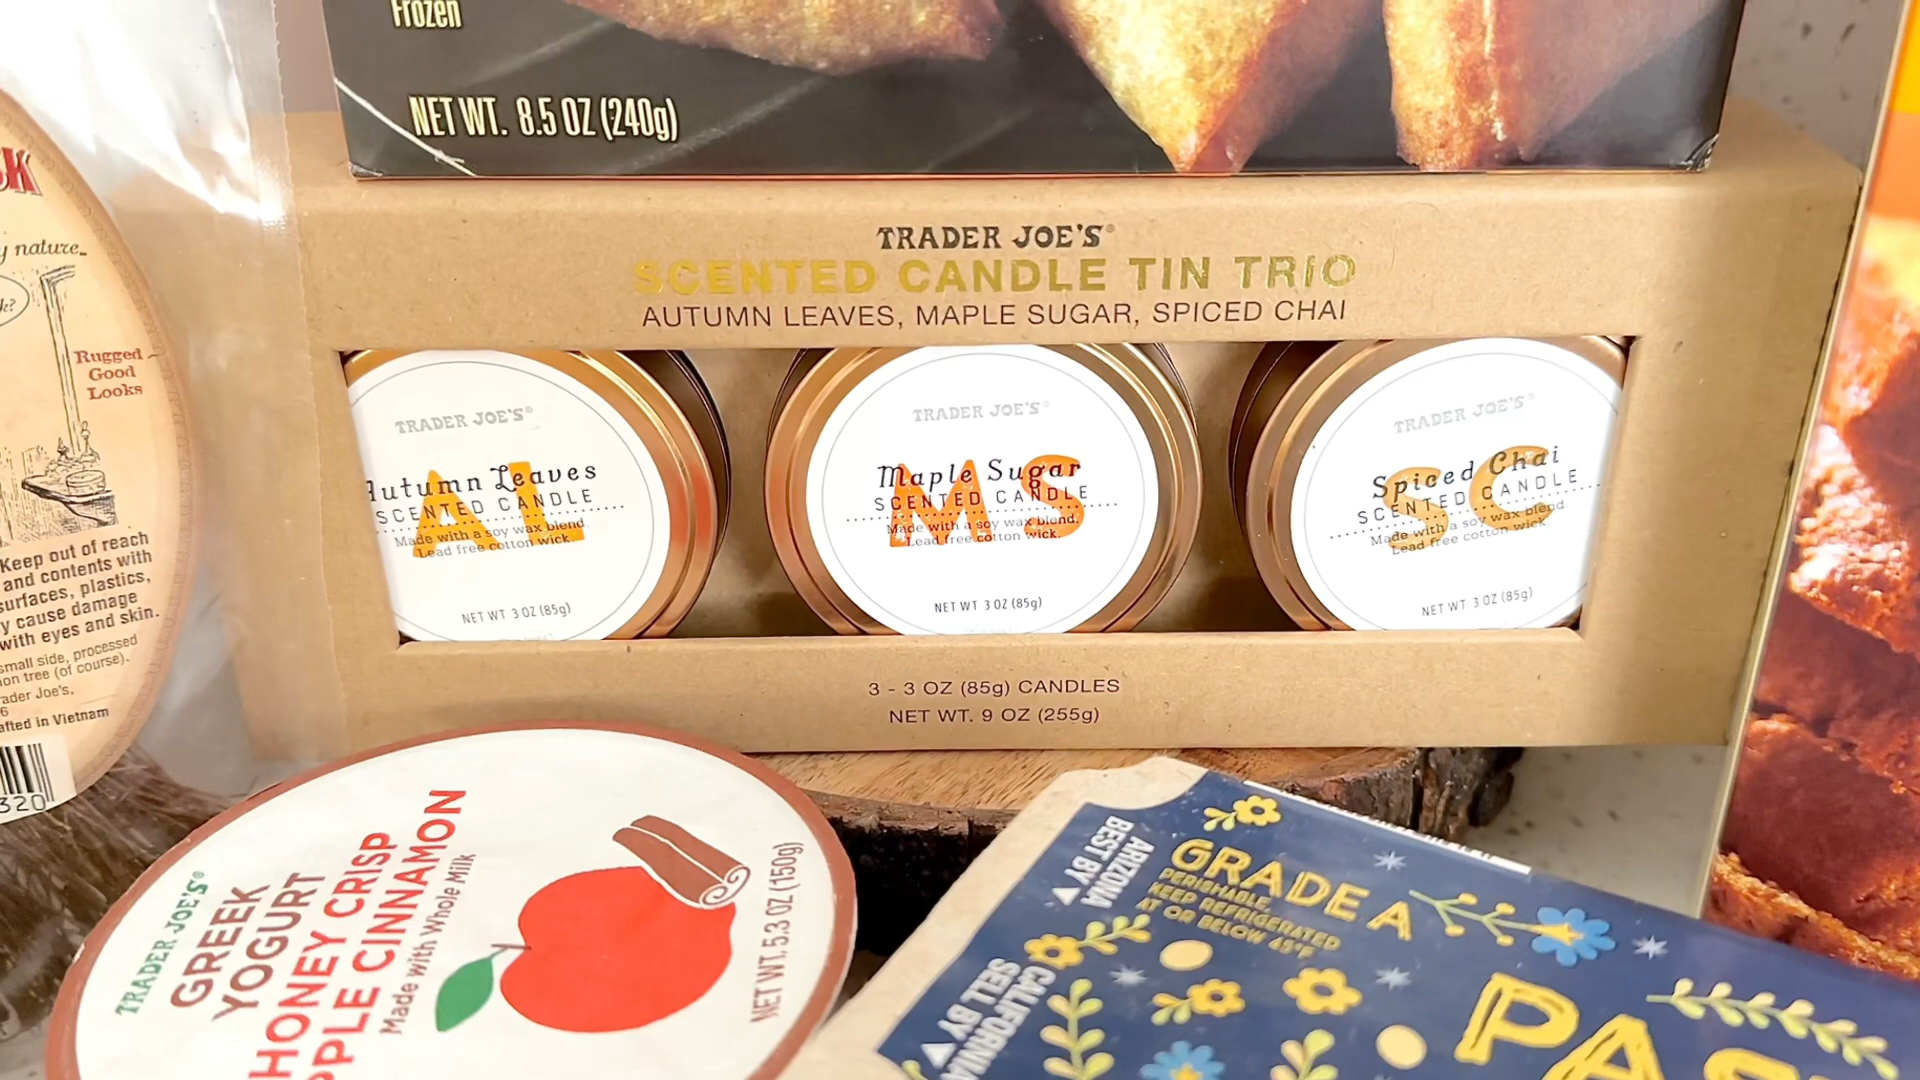 Frozen
NET WT. 8.5 OZ (240g)
TRADER JOE'S®
SCENTED CANDLE TIN TRIO
AUTUMN LEAVES, MAPLE SUGAR, SPICED CHAI
TRADER JOE'S®
AL
Autumn Leaves
SCENTED CANDLE
Made with a soy wax blend.
Lead free cotton wick.
NET WT 3 OZ (85g)
TRADER JOE'S®
MS
Maple Sugar
SCENTED CANDLE
Made with a soy wax blend.
Lead free cotton wick.
NET WT 3 OZ (85g)
TRADER JOE'S®
SC
Spiced Chai
SCENTED CANDLE
Made with a soy wax blend.
Lead free cotton wick.
NET WT 3 OZ (85g)
3 - 3 OZ (85g) CANDLES
NET WT. 9 OZ (255g)
nature
Rugged
Good
Looks
Keep out of reach
and contents with
surfaces, plastics,
cause damage
with eyes and skin.
small side, processed
tree (of course).
Trader Joe's,
6
in Vietnam
320
TRADER JOE'S®
GREEK
YOGURT
HONEY CRISP
APPLE CINNAMON
Made with Whole Milk
NET WT. 5.3 OZ (150g)
ARIZONA
BEST BY
GRADE A
PERISHABLE.
KEEP REFRIGERATED
AT OR BELOW 45°F
CALIFORNIA
SELL BY